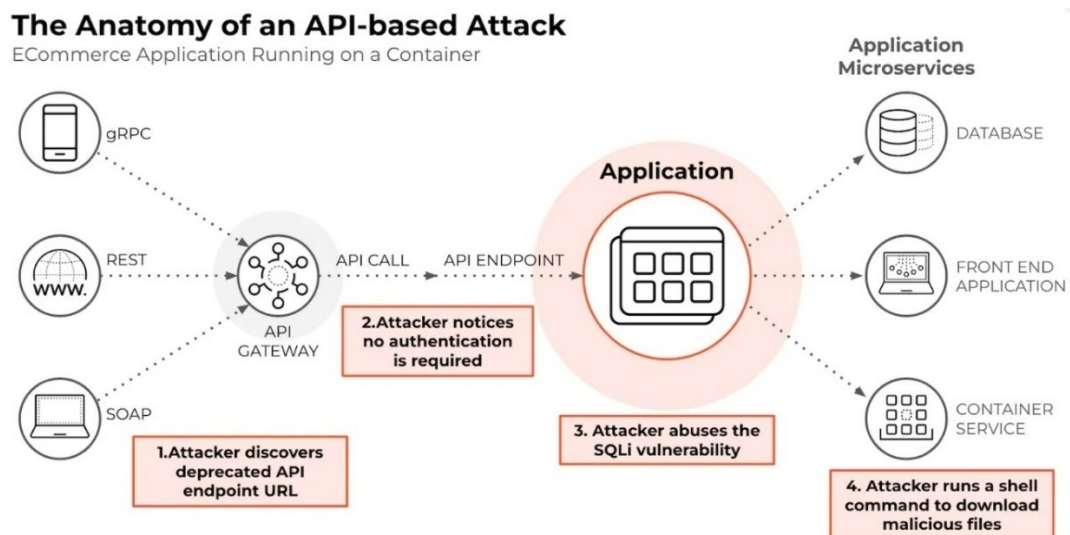 The Anatomy of an API-based Attack
ECommerce Application Running on a Container
Application
Microservices
gRPC
DATABASE
Application
REST
www.
API CALL
API ENDPOINT
FRONT END
APPLICATION
API
GATEWAY
2.Attacker notices
no authentication
is required
SOAP
CONTAINER
SERVICE
1.Attacker discovers
deprecated API
endpoint URL
3. Attacker abuses the
SQLi vulnerability
4. Attacker runs a shell
command to download
malicious files